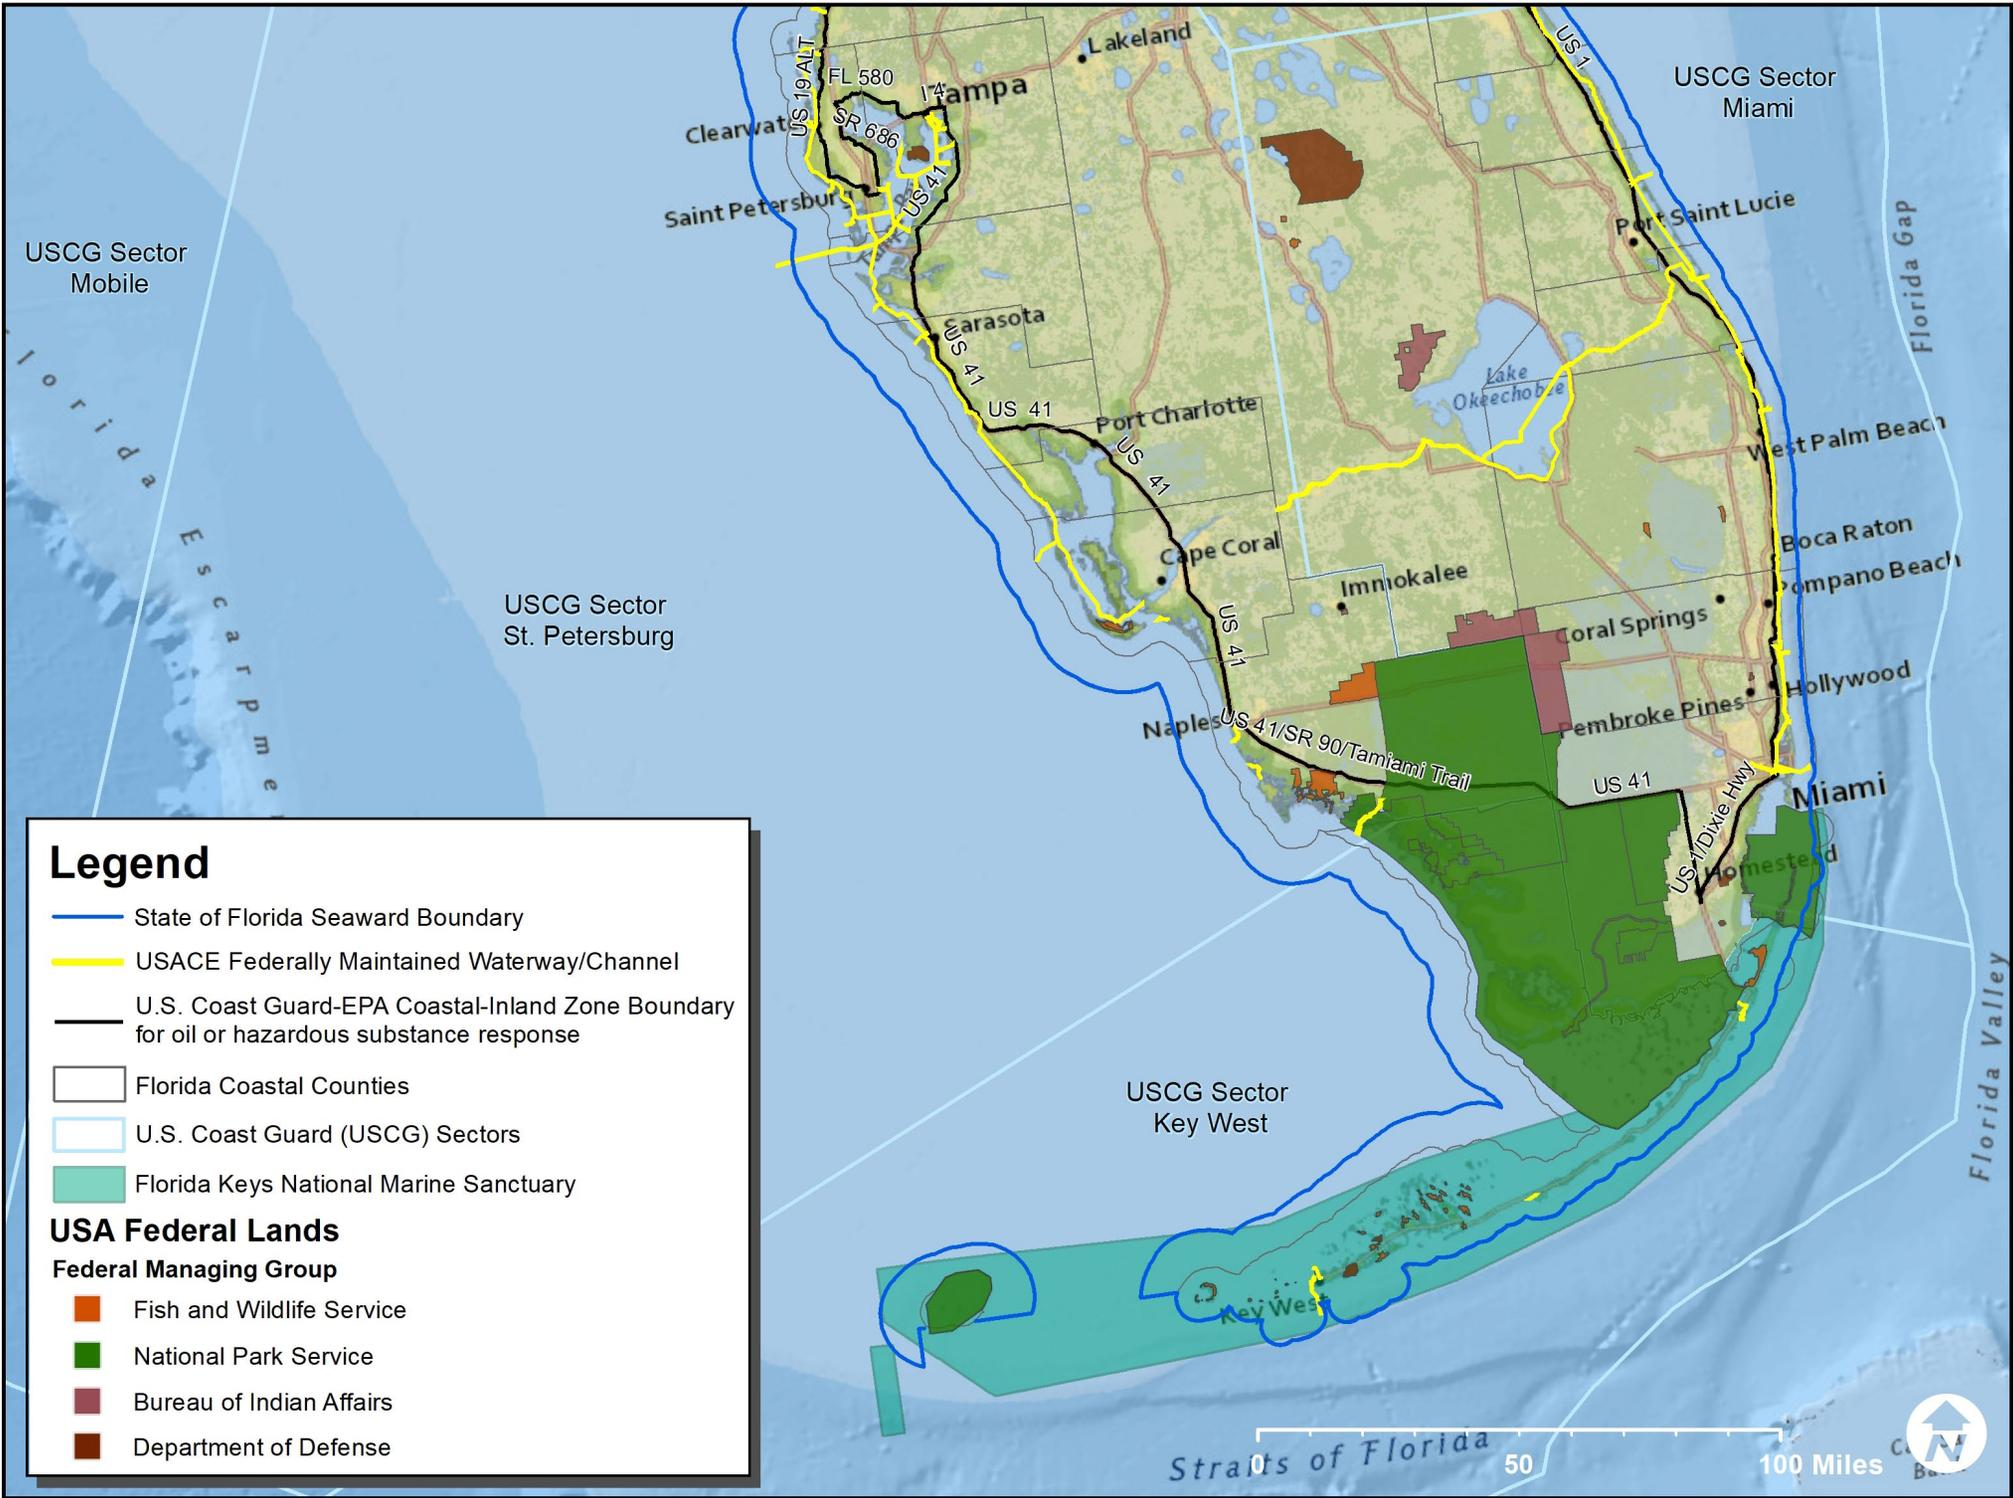 Lakeland
USCG Sector
Miami
US 1
US 19 ALT
FL 580
I 4
Tampa
Clearwater
SR 686
US 41
Saint Petersburg
Port Saint Lucie
Florida Gap
USCG Sector
Mobile
Sarasota
US 41
Florida Escarpmen
US 41
Port Charlotte
Lake
Okeechobee
US 41
West Palm Beach
Boca Raton
Cape Coral
Immokalee
Pompano Beach
USCG Sector
St. Petersburg
Coral Springs
US 41
Hollywood
Naples
US 41/SR 90/Tamiami Trail
Pembroke Pines
US 41
Miami
US 1/Dixie Hwy
Homestead
Florida Valley
USCG Sector
Key West
Key West
Straits of Florida
0 50 100 Miles
N
Legend
State of Florida Seaward Boundary
USACE Federally Maintained Waterway/Channel
U.S. Coast Guard-EPA Coastal-Inland Zone Boundary
for oil or hazardous substance response
Florida Coastal Counties
U.S. Coast Guard (USCG) Sectors
Florida Keys National Marine Sanctuary
USA Federal Lands
Federal Managing Group
Fish and Wildlife Service
National Park Service
Bureau of Indian Affairs
Department of Defense